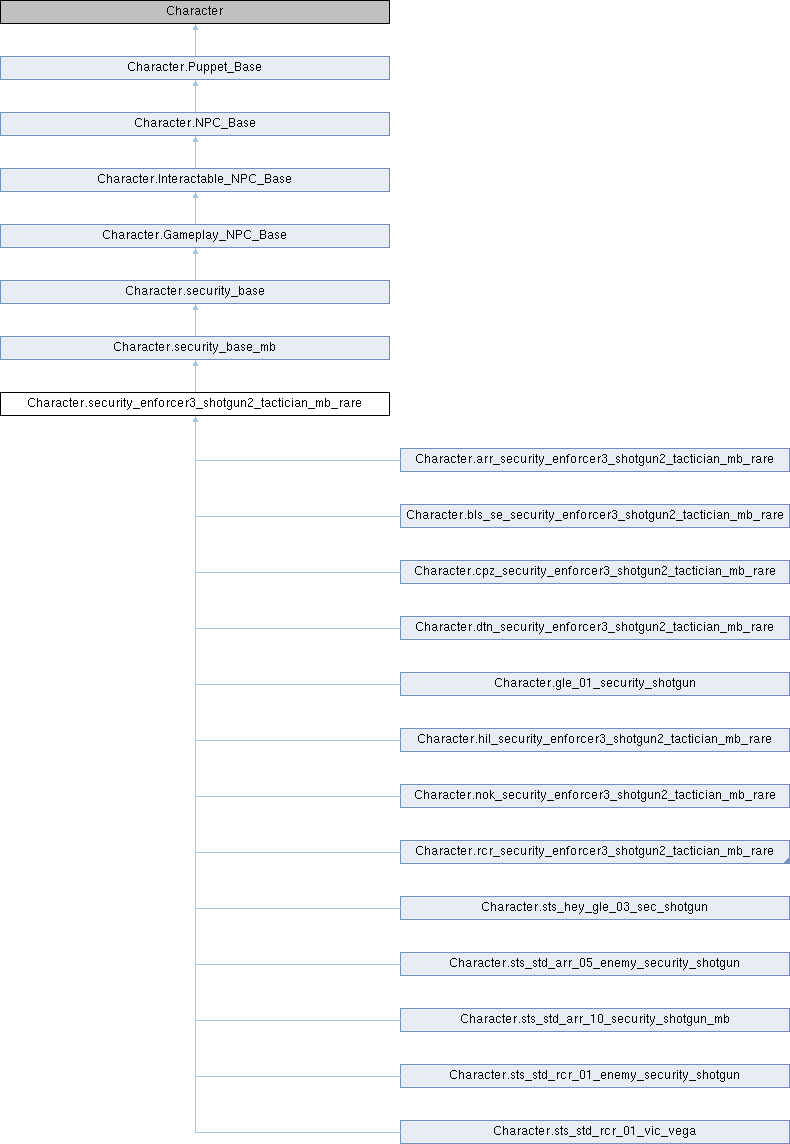 Character
Character.Puppet_Base
Character.NPC_Base
Character.Interactable_NPC_Base
Character.Gameplay_NPC_Base
Character.security_base
Character.security_base_mb
Character.security_enforcer3_shotgun2_tactician_mb_rare
Character.arr_security_enforcer3_shotgun2_tactician_mb_rare
Character.bls_se_security_enforcer3_shotgun2_tactician_mb_rare
Character.cpz_security_enforcer3_shotgun2_tactician_mb_rare
Character.dtn_security_enforcer3_shotgun2_tactician_mb_rare
Character.gle_01_security_shotgun
Character.hil_security_enforcer3_shotgun2_tactician_mb_rare
Character.nok_security_enforcer3_shotgun2_tactician_mb_rare
Character.rcr_security_enforcer3_shotgun2_tactician_mb_rare
Character.sts_hey_gle_03_sec_shotgun
Character.sts_std_arr_05_enemy_security_shotgun
Character.sts_std_arr_10_security_shotgun_mb
Character.sts_std_rcr_01_enemy_security_shotgun
Character.sts_std_rcr_01_vic_vega